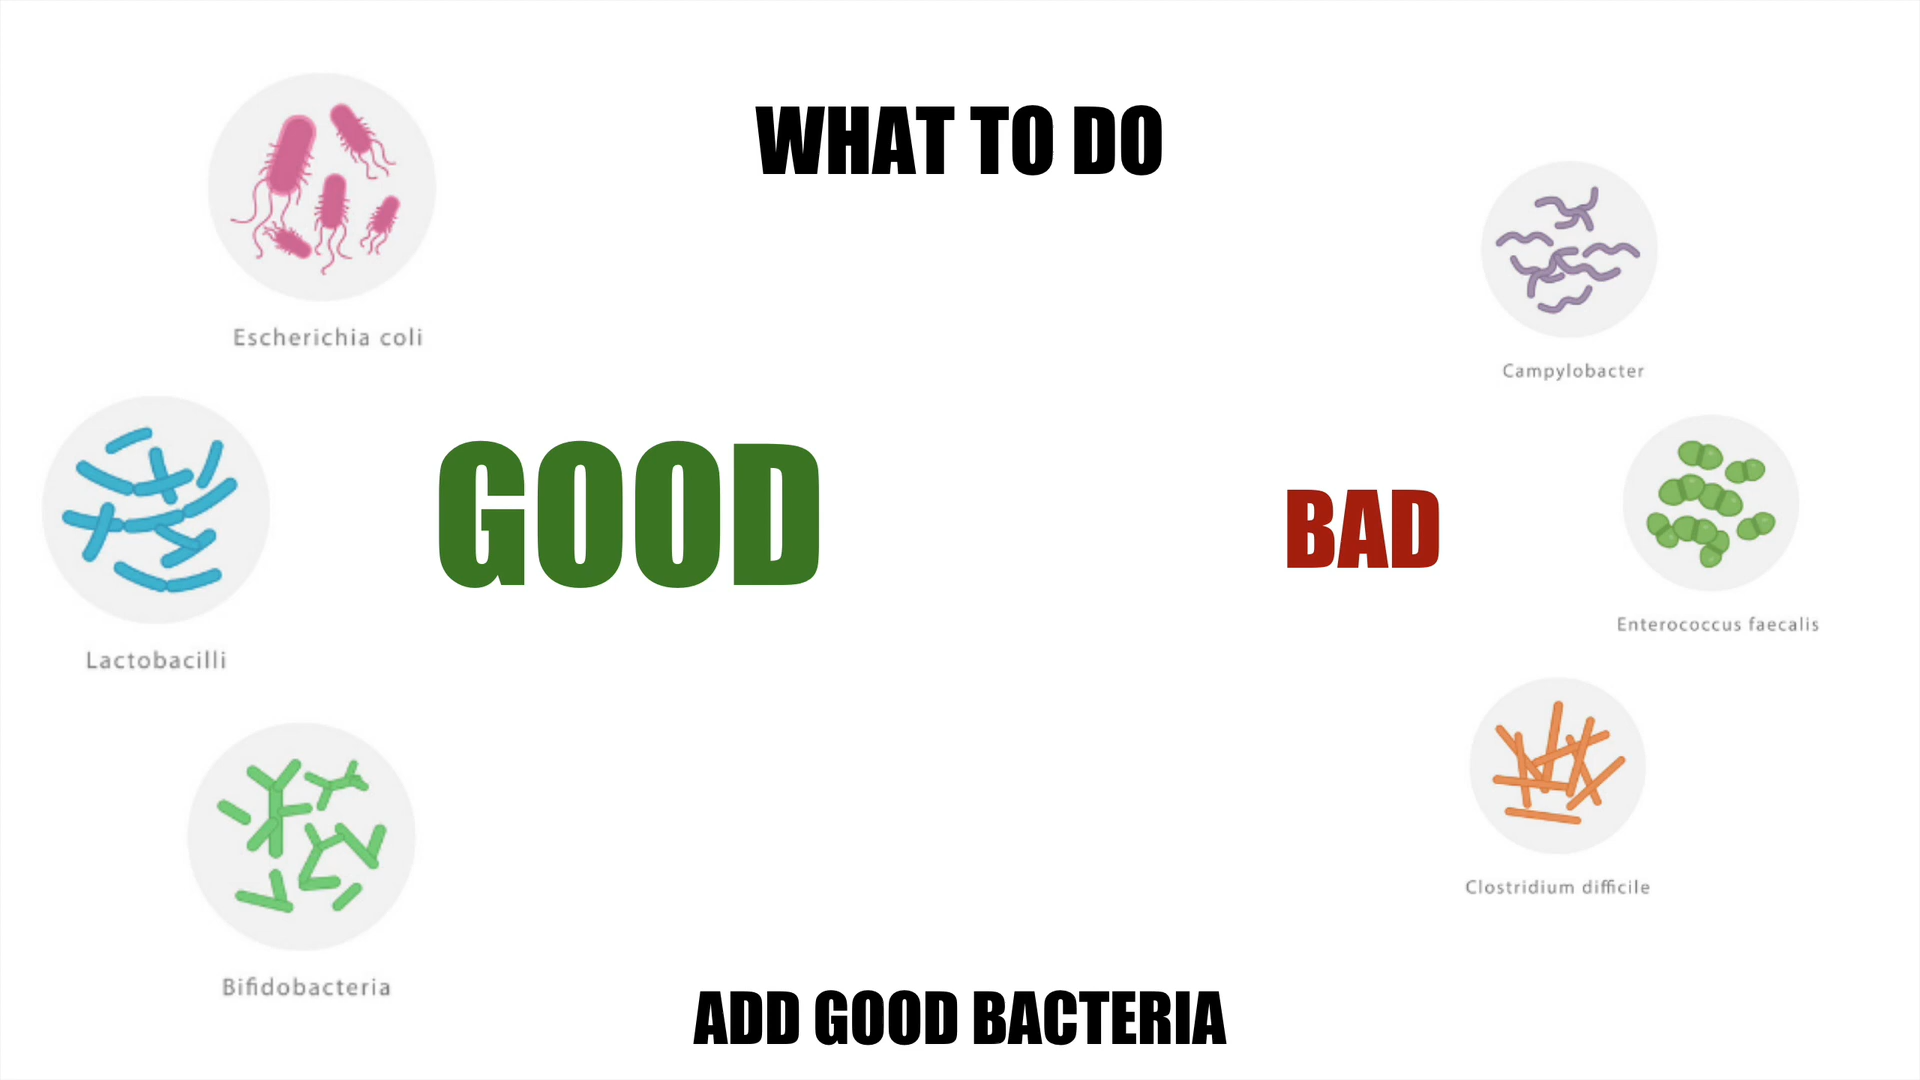 WHAT TO DO
Escherichia coli
Campylobacter
GOOD
BAD
Enterococcus faecalis
Lactobacilli
Clostridium difficile
Bifidobacteria
ADD GOOD BACTERIA